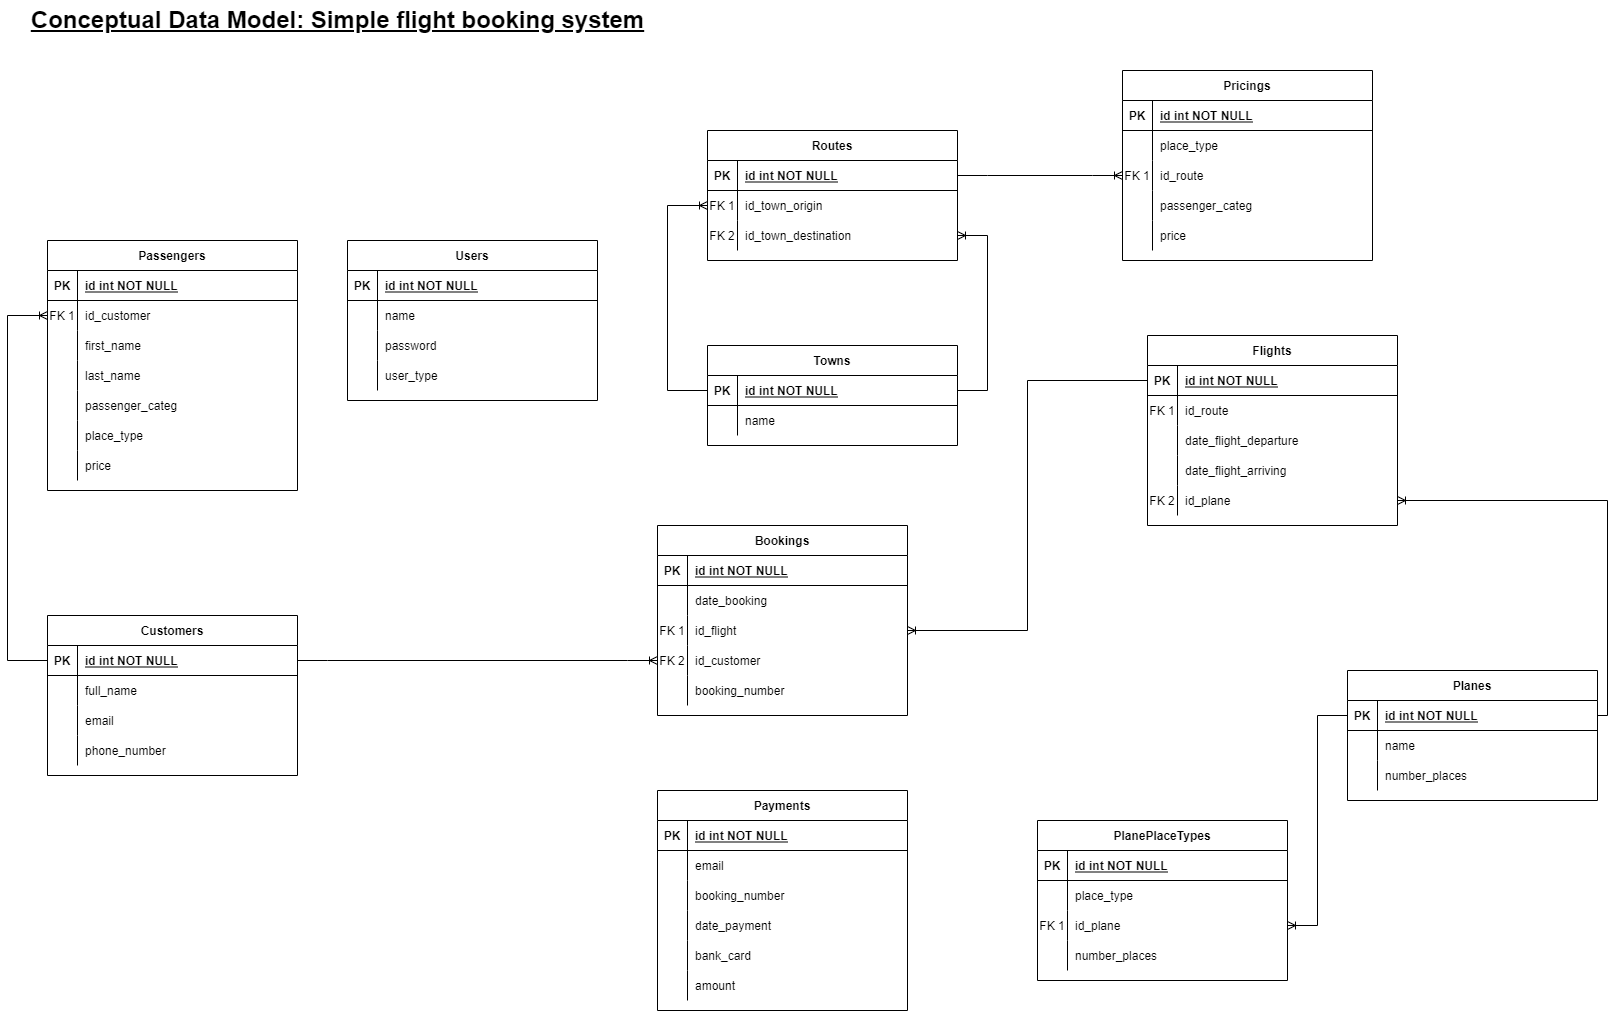 Conceptual Data Model: Simple flight booking system
Pricings
PK id int NOT NULL
place_type
FK 1 id_route
passenger_categ
price
Routes
PK id int NOT NULL
FK 1 id_town_origin
FK 2 id_town_destination
Passengers
PK id int NOT NULL
FK 1 id_customer
first_name
last_name
passenger_categ
place_type
price
Users
PK id int NOT NULL
name
password
user_type
Towns
PK id int NOT NULL
name
Flights
PK id int NOT NULL
FK 1 id_route
date_flight_departure
date_flight_arriving
FK 2 id_plane
Bookings
PK id int NOT NULL
date_booking
FK 1 id_flight
FK 2 id_customer
booking_number
Customers
PK id int NOT NULL
full_name
email
phone_number
Planes
PK id int NOT NULL
name
number_places
Payments
PK id int NOT NULL
email
booking_number
date_payment
bank_card
amount
PlanePlaceTypes
PK id int NOT NULL
place_type
FK 1 id_plane
number_places